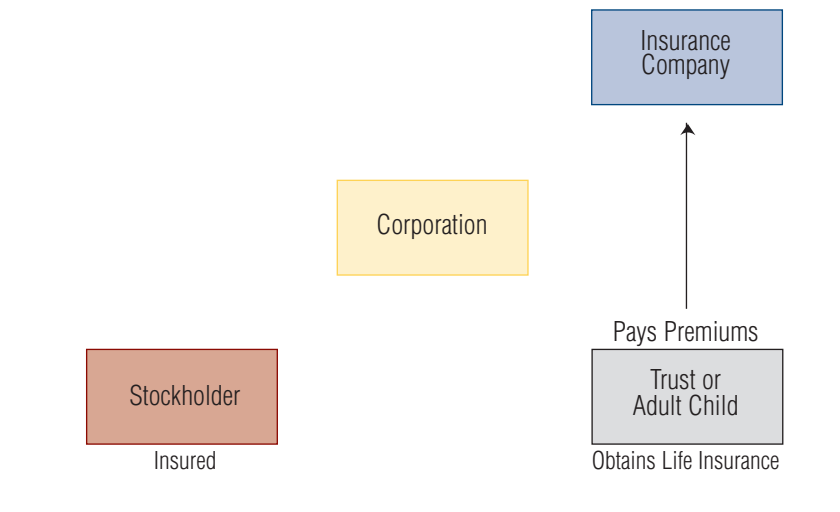 Insurance
Company
Corporation
Pays Premiums
Stockholder
Trust or
Adult Child
Insured
Obtains Life Insurance